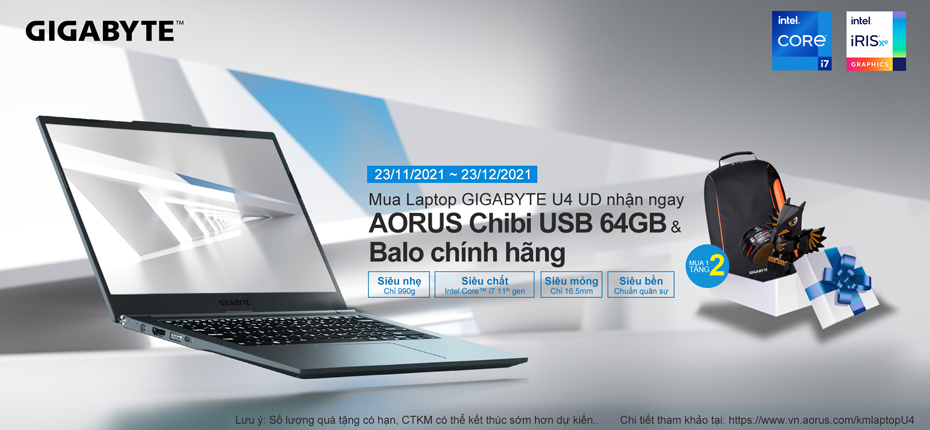 GIGABYTE™
intel.
CORE™
i7
intel.
iRIS Xe
GRAPHICS
23/11/2021 ~ 23/12/2021
Mua Laptop GIGABYTE U4 UD nhận ngay
AORUS Chibi USB 64GB &
Balo chính hãng
Siêu nhẹ
Chỉ 990g
Siêu chất
Intel Core™ i7 11th gen
Siêu mỏng
Chỉ 16.5mm
Siêu bền
Chuẩn quân sự
MUA 1
TẶNG 2
GIGABYTE
GIGABYTE
Lưu ý: Số lượng quà tặng có hạn, CTKM có thể kết thúc sớm hơn dự kiến..
Chi tiết tham khảo tại: https://www.vn.aorus.com/kmlaptopU4